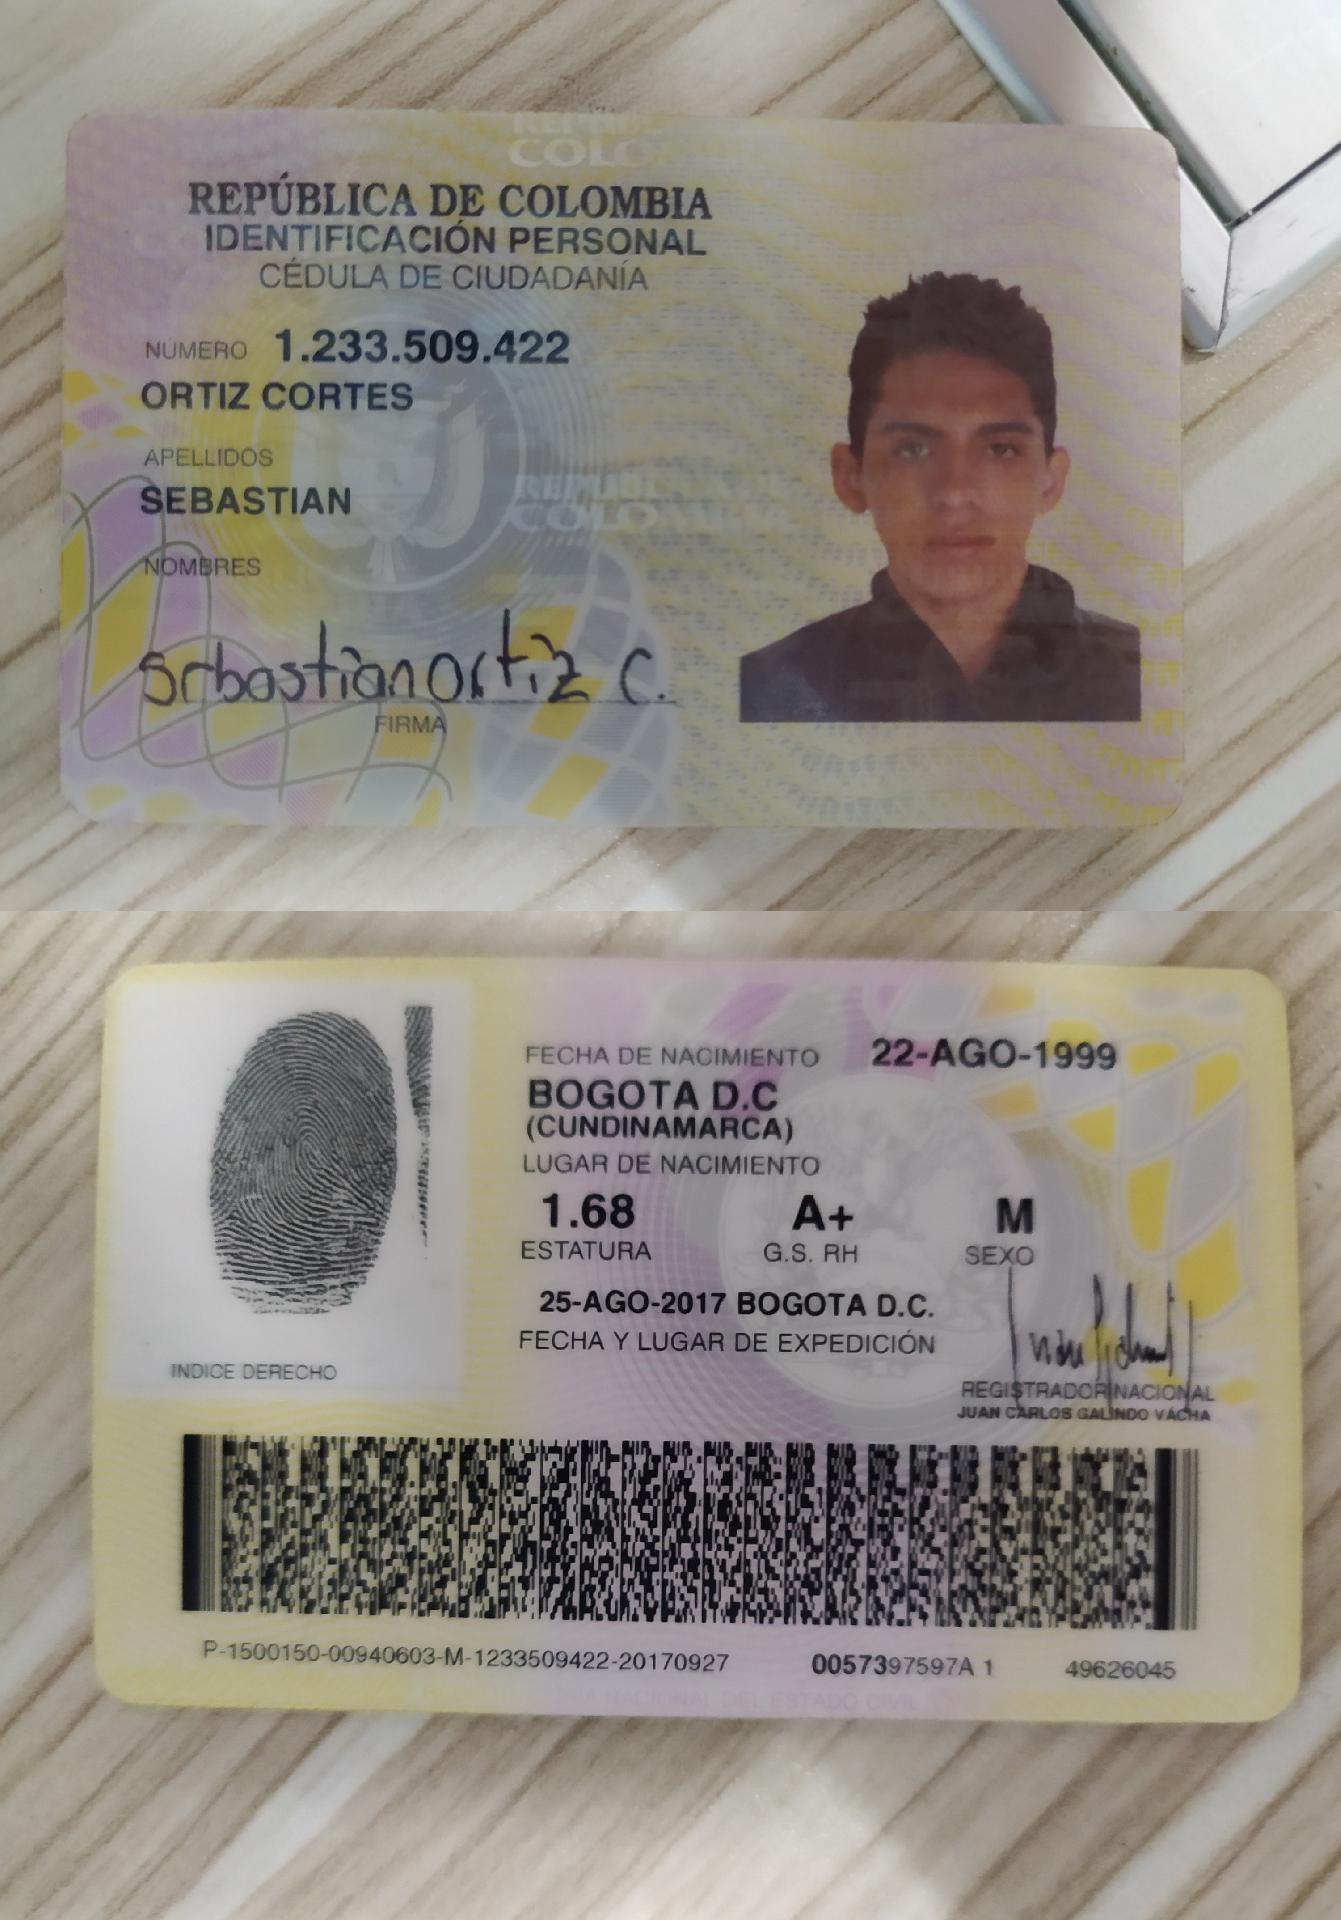 REPÚBLICA DE COLOMBIA
IDENTIFICACIÓN PERSONAL
CÉDULA DE CIUDADANÍA
NÚMERO 1.233.509.422
ORTIZ CORTES
APELLIDOS
SEBASTIAN
NOMBRES
sebastian ortiz c.
FIRMA
FECHA DE NACIMIENTO 22-AGO-1999
BOGOTA D.C
(CUNDINAMARCA)
LUGAR DE NACIMIENTO
1.68 A+ M
ESTATURA G.S. RH SEXO
25-AGO-2017 BOGOTA D.C.
FECHA Y LUGAR DE EXPEDICIÓN
INDICE DERECHO
REGISTRADOR NACIONAL
JUAN CARLOS GALINDO VÁCHA
P-1500150-00940603-M-1233509422-20170927 0057397597A 1 49626045